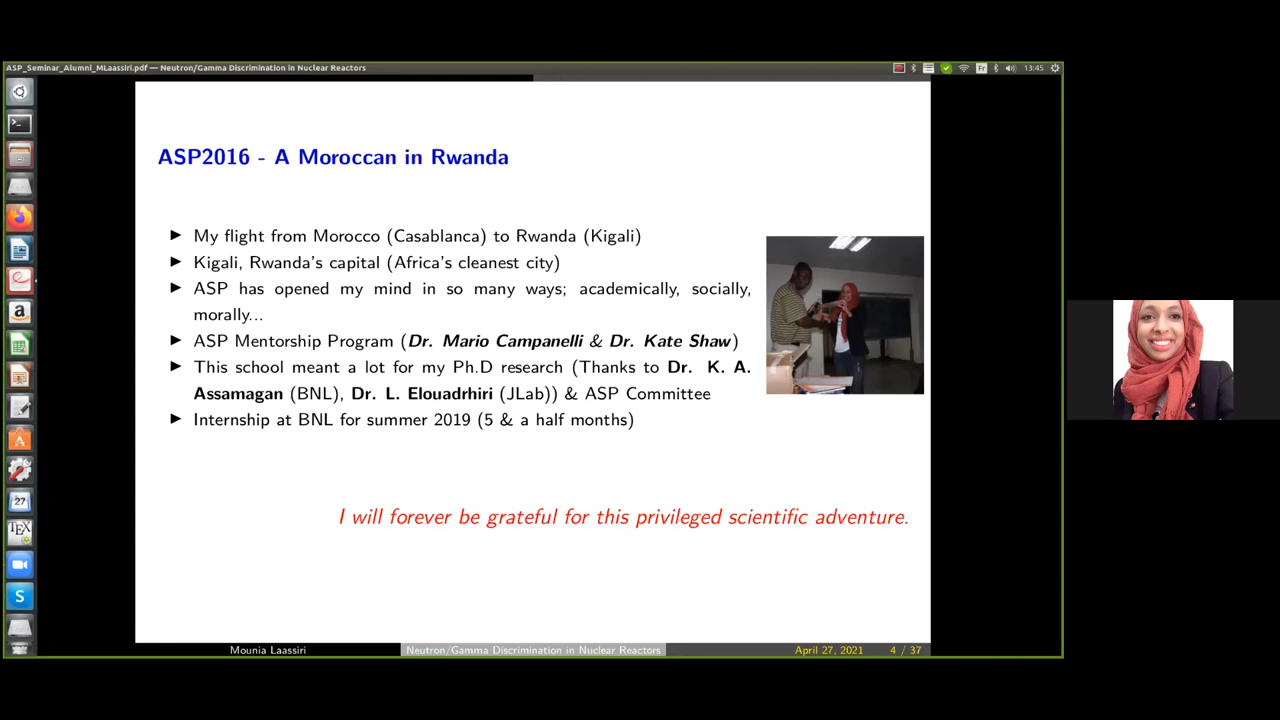 ASP_Seminar_Alumni_MLaassiri.pdf — Neutron/Gamma Discrimination in Nuclear Reactors
Fr
13:45
ASP2016 - A Moroccan in Rwanda
► My flight from Morocco (Casablanca) to Rwanda (Kigali)
► Kigali, Rwanda's capital (Africa's cleanest city)
► ASP has opened my mind in so many ways; academically, socially,
morally...
► ASP Mentorship Program (Dr. Mario Campanelli & Dr. Kate Shaw)
► This school meant a lot for my Ph.D research (Thanks to Dr. K. A.
Assamagan (BNL), Dr. L. Elouadrhiri (JLab)) & ASP Committee
► Internship at BNL for summer 2019 (5 & a half months)
I will forever be grateful for this privileged scientific adventure.
a
A
27
TEX
S
Mounia Laassiri
Neutron/Gamma Discrimination in Nuclear Reactors
April 27, 2021
4 / 37